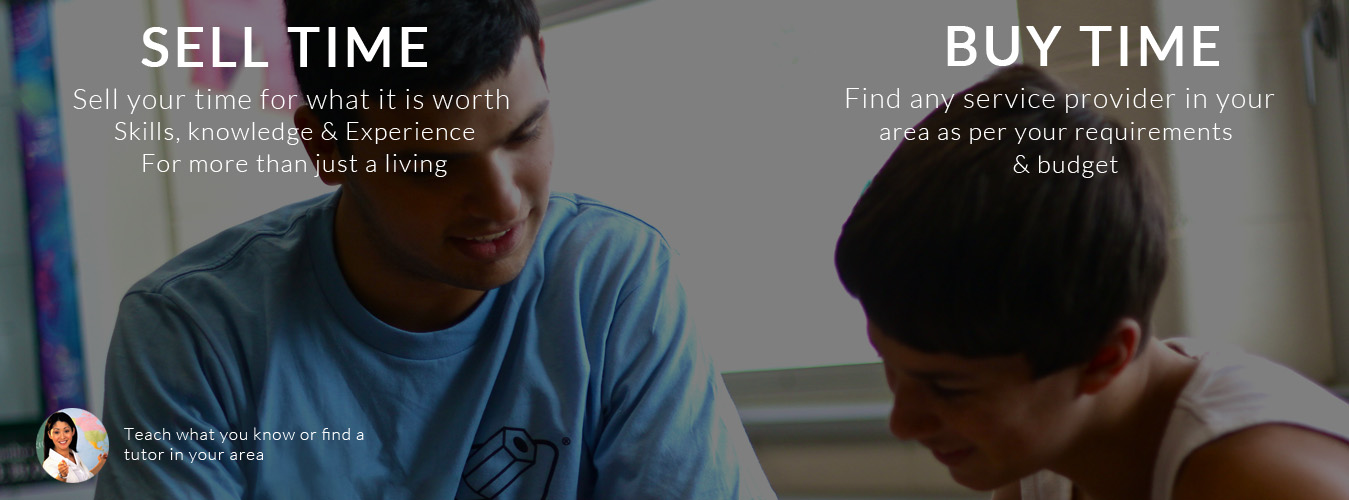 SELL TIME
Sell your time for what it is worth
Skills, knowledge & Experience
For more than just a living
BUY TIME
Find any service provider in your
area as per your requirements
& budget
Teach what you know or find a
tutor in your area
®